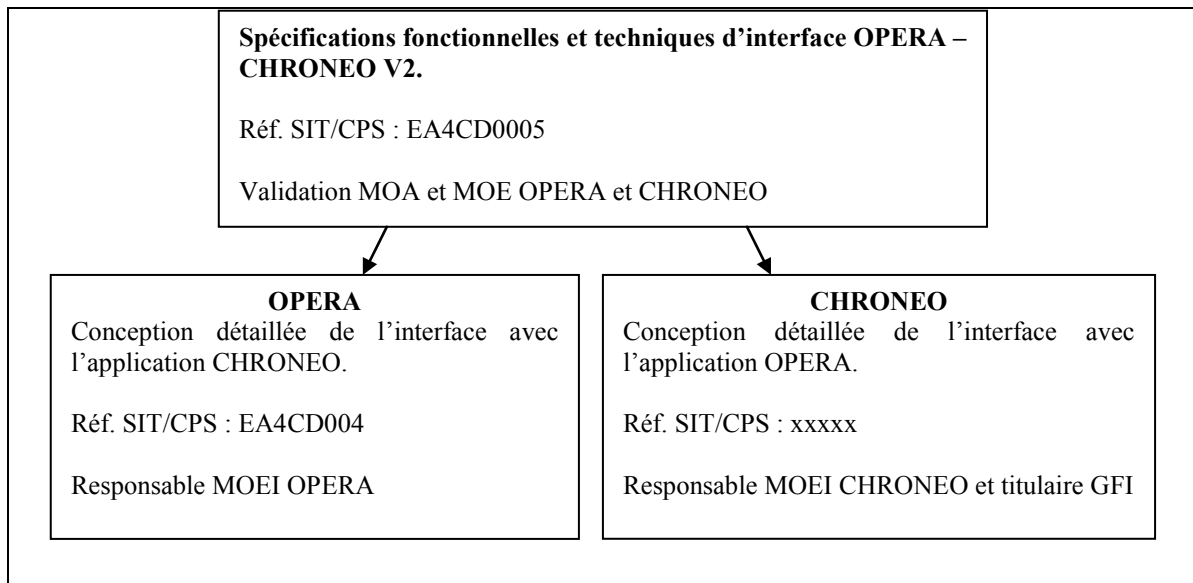 Spécifications fonctionnelles et techniques d’interface OPERA –
CHRONEO V2.
Réf. SIT/CPS : EA4CD0005
Validation MOA et MOE OPERA et CHRONEO
OPERA
Conception détaillée de l’interface avec
l’application CHRONEO.
Réf. SIT/CPS : EA4CD004
Responsable MOEI OPERA
CHRONEO
Conception détaillée de l’interface avec
l’application OPERA.
Réf. SIT/CPS : xxxxx
Responsable MOEI CHRONEO et titulaire GFI